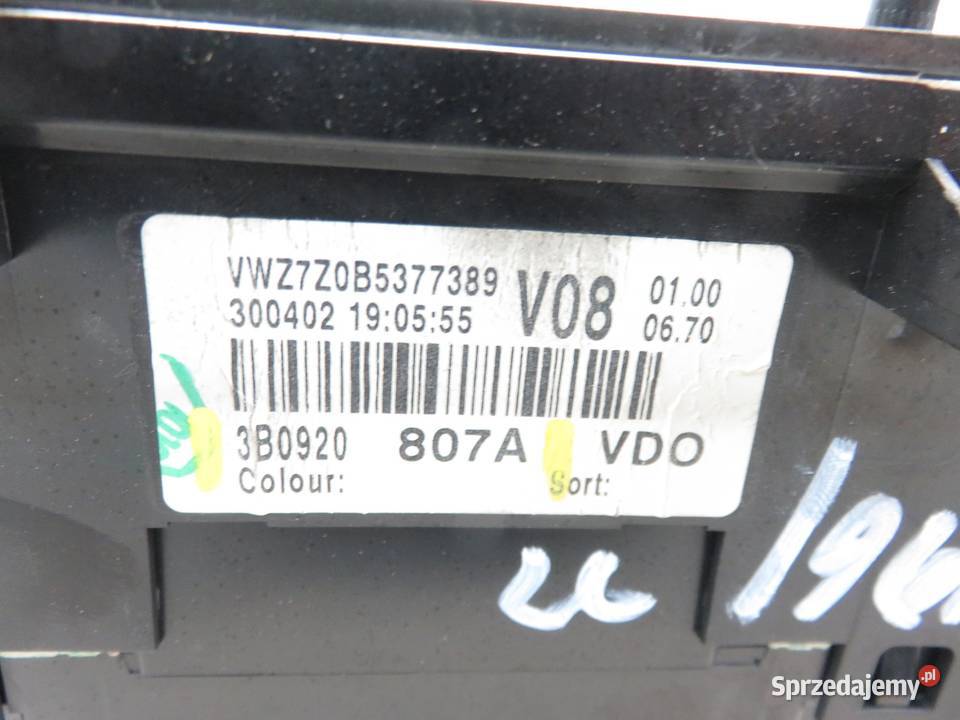 VWZ7Z0B5377389 V08 01.00
300402 19:05:55 06.70
3B0920 807A VDO
Colour: Sort:
Sprzedajemy.pl